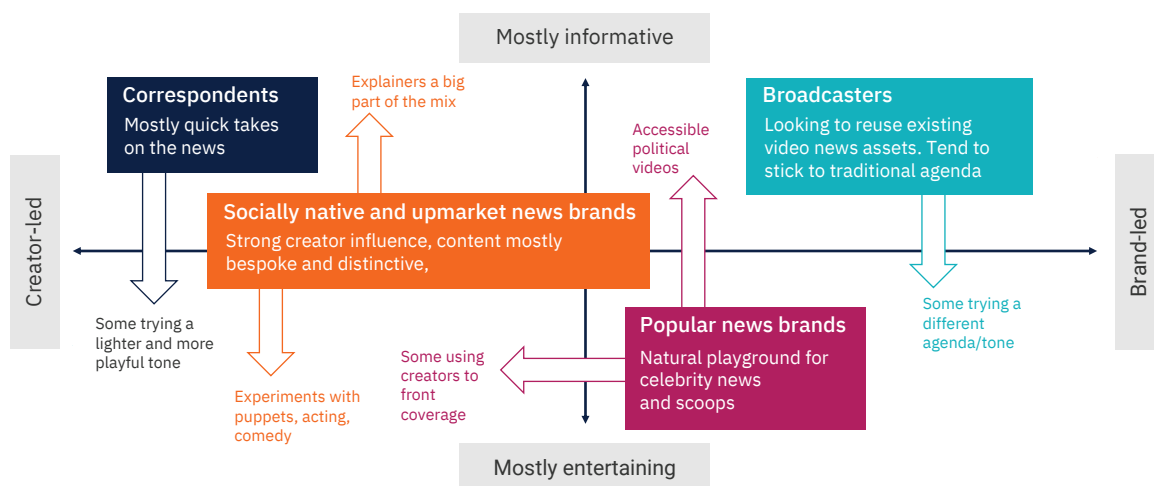 Mostly informative
Correspondents
Mostly quick takes
on the news
Explainers a big
part of the mix
Accessible
political
videos
Broadcasters
Looking to reuse existing
video news assets. Tend to
stick to traditional agenda
Creator-led
Brand-led
Socially native and upmarket news brands
Strong creator influence, content mostly
bespoke and distinctive,
Some trying a
lighter and more
playful tone
Experiments with
puppets, acting,
comedy
Some using
creators to
front
coverage
Popular news brands
Natural playground for
celebrity news
and scoops
Some trying a
different
agenda/tone
Mostly entertaining